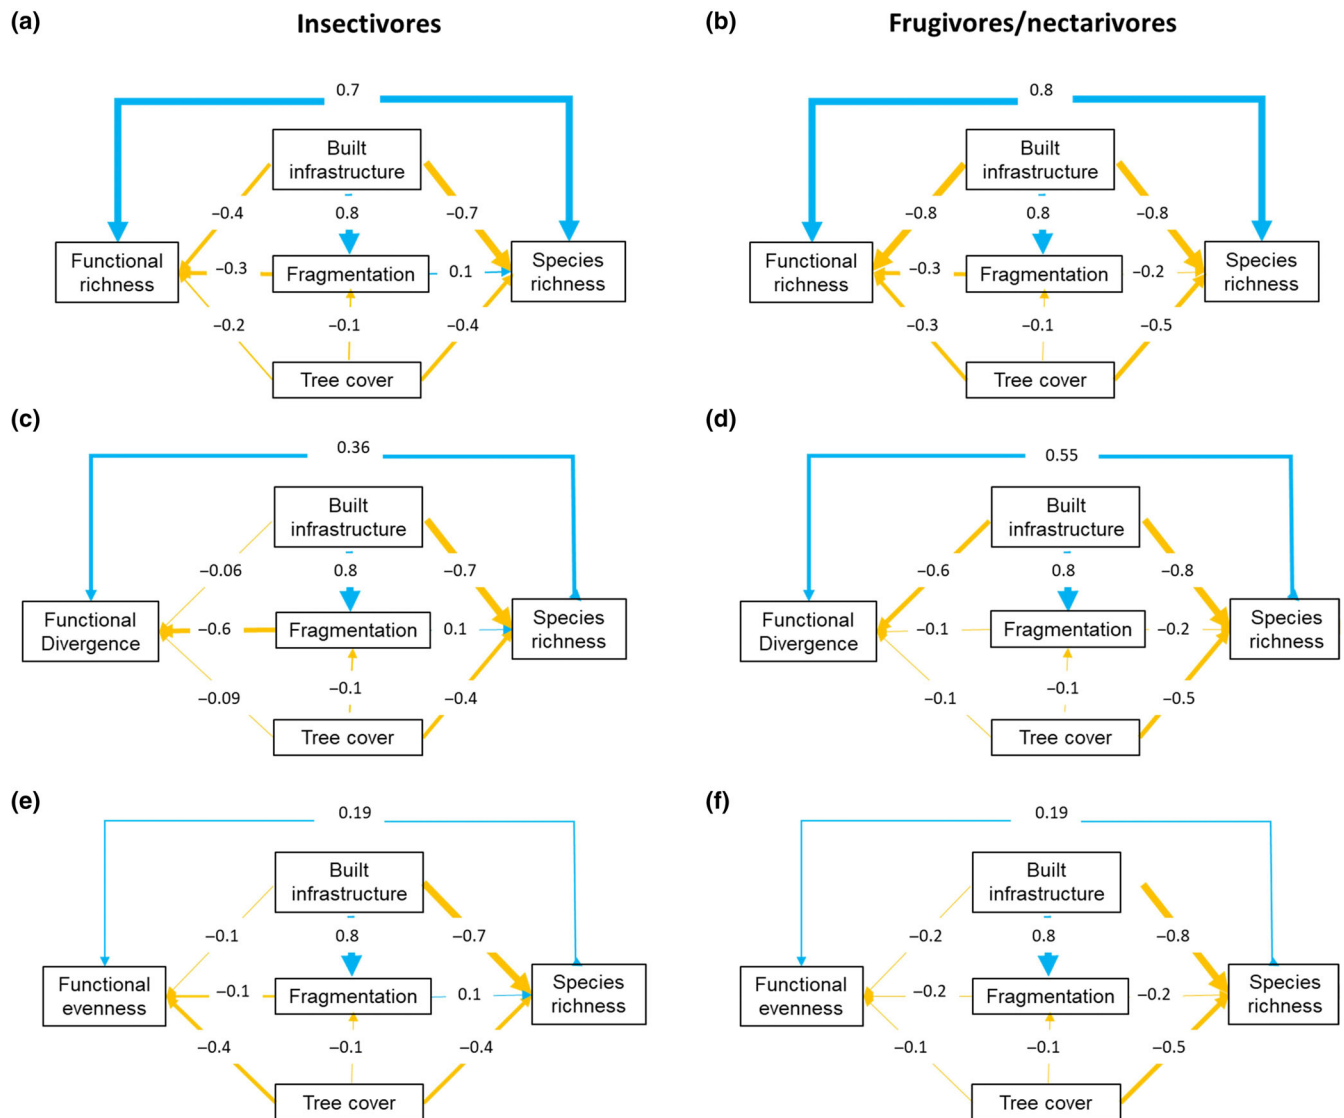 (a) Insectivores
0.7
Built
infrastructure
−0.4 0.8 −0.7
Functional
richness
−0.3 Fragmentation 0.1
Species
richness
−0.2 −0.1 −0.4
Tree cover
(b) Frugivores/nectarivores
0.8
Built
infrastructure
−0.8 0.8 −0.8
Functional
richness
−0.3 Fragmentation −0.2
Species
richness
−0.3 −0.1 −0.5
Tree cover
(c)
0.36
Built
infrastructure
−0.06 0.8 −0.7
Functional
Divergence
−0.6 Fragmentation 0.1
Species
richness
−0.09 −0.1 −0.4
Tree cover
(d)
0.55
Built
infrastructure
−0.6 0.8 −0.8
Functional
Divergence
−0.1 Fragmentation −0.2
Species
richness
−0.1 −0.1 −0.5
Tree cover
(e)
0.19
Built
infrastructure
−0.1 0.8 −0.7
Functional
evenness
−0.1 Fragmentation 0.1
Species
richness
−0.4 −0.1 −0.4
Tree cover
(f)
0.19
Built
infrastructure
−0.2 0.8 −0.8
Functional
evenness
−0.2 Fragmentation −0.2
Species
richness
−0.1 −0.1 −0.5
Tree cover